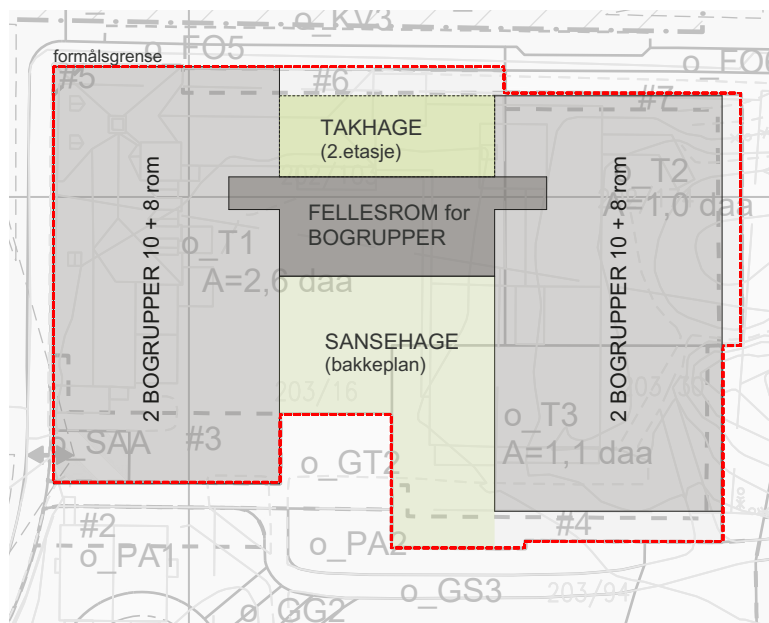 o_KV3
o_FO5
formålsgrense
#5
#6
#7
TAKHAGE
(2.etasje)
2 BOGRUPPER 10 + 8 rom
FELLESROM for
BOGRUPPER
o_T1
A=2,6 daa
o_T2
A=1,0 daa
2 BOGRUPPER 10 + 8 rom
SANSEHAGE
(bakkeplan)
203/16
o_T3
A=1,1 daa
o_SAA
#3
o_GT2
#2
o_PA1
o_PA2
#4
o_GS3
203/94
o_GG2